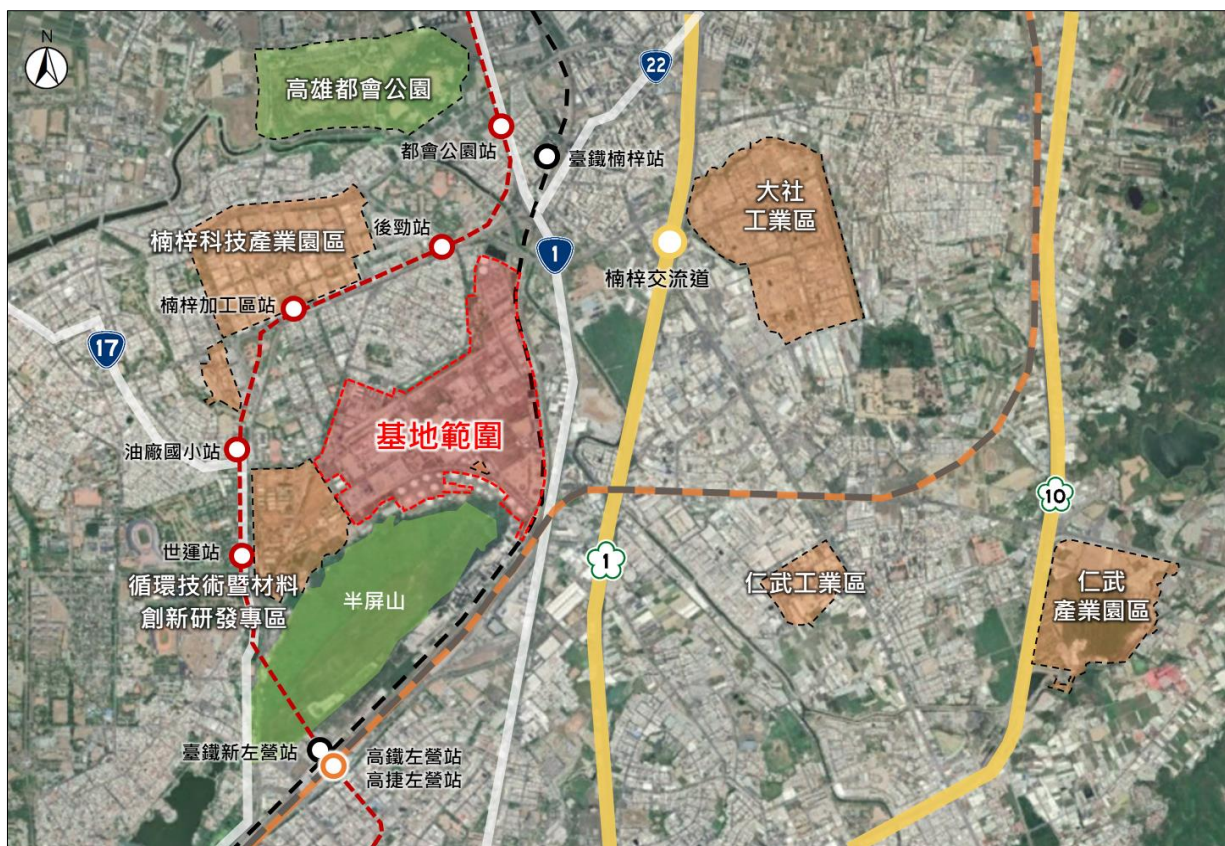 N
22
高雄都會公園
都會公園站
臺鐵楠梓站
大社
工業區
後勁站
楠梓科技產業園區
1
楠梓交流道
楠梓加工區站
17
基地範圍
油廠國小站
10
世運站
1
循環技術暨材料
創新研發專區
半屏山
仁武工業區
仁武
產業園區
臺鐵新左營站
高鐵左營站
高捷左營站